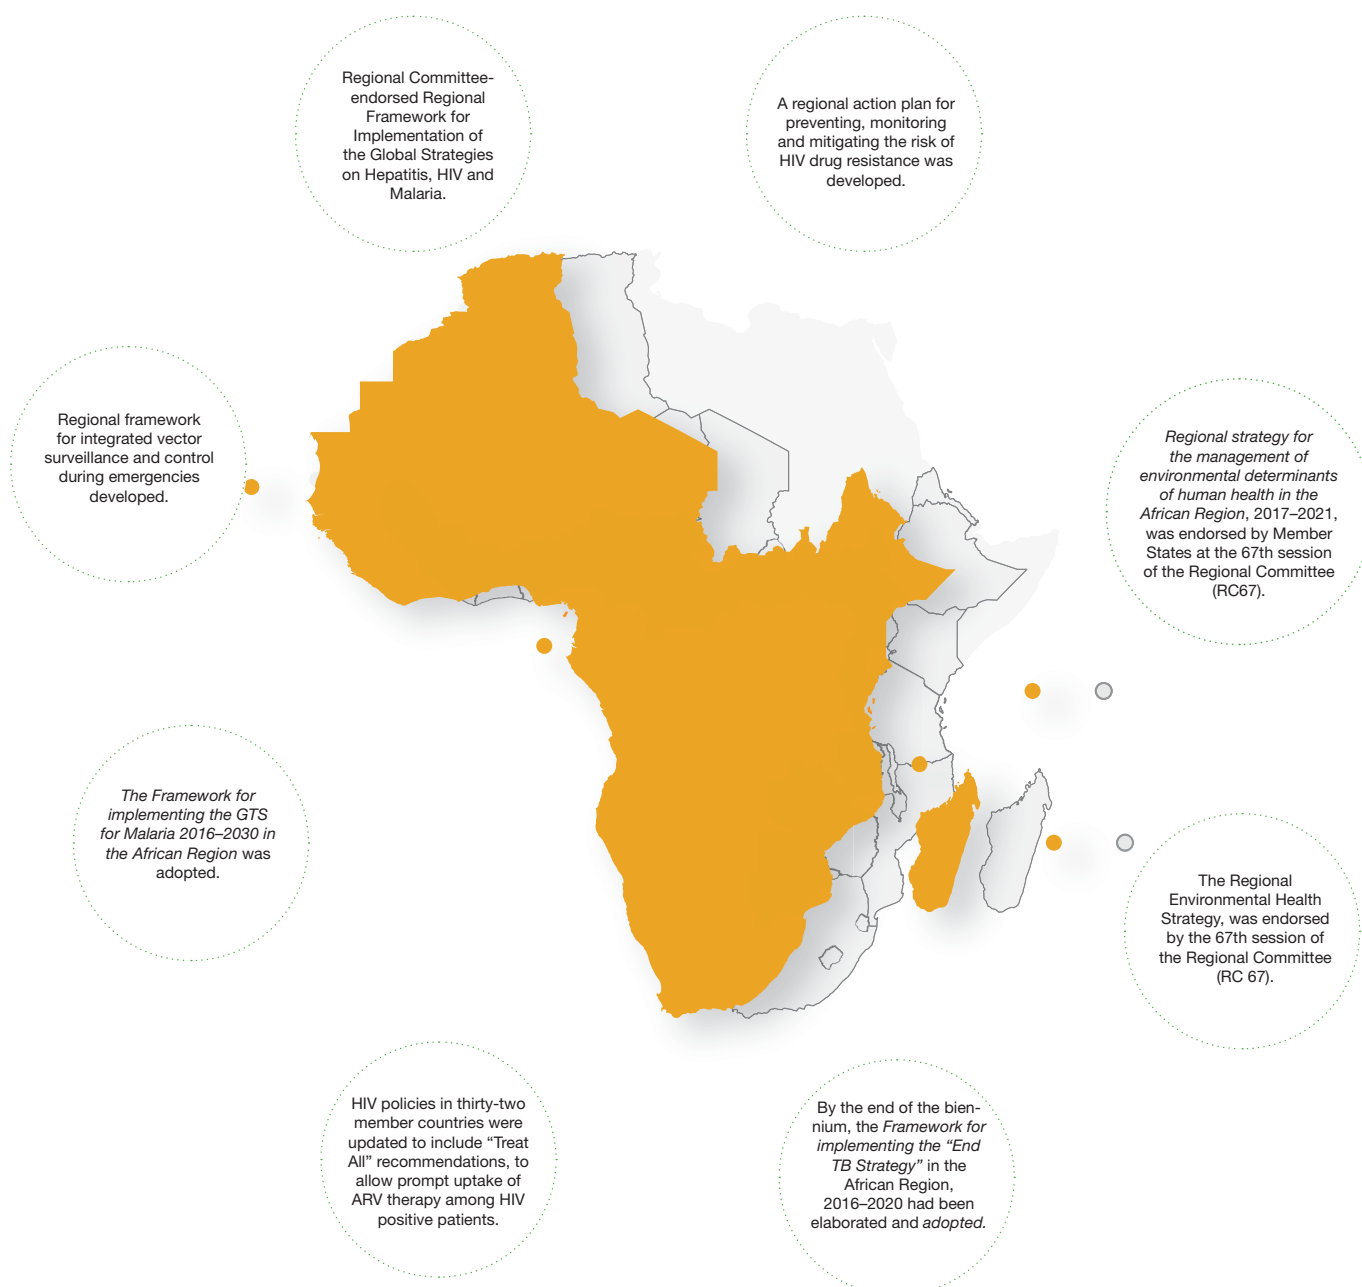 Regional Committee-
endorsed Regional
Framework for
Implementation of
the Global Strategies
on Hepatitis, HIV and
Malaria.
A regional action plan for
preventing, monitoring
and mitigating the risk of
HIV drug resistance was
developed.
Regional framework
for integrated vector
surveillance and control
during emergencies
developed.
Regional strategy for
the management of
environmental determinants
of human health in the
African Region, 2017–2021,
was endorsed by Member
States at the 67th session
of the Regional Committee
(RC67).
The Framework for
implementing the GTS
for Malaria 2016–2030 in
the African Region was
adopted.
The Regional
Environmental Health
Strategy, was endorsed
by the 67th session of
the Regional Committee
(RC 67).
HIV policies in thirty-two
member countries were
updated to include “Treat
All” recommendations, to
allow prompt uptake of
ARV therapy among HIV
positive patients.
By the end of the bien-
nium, the Framework for
implementing the “End
TB Strategy” in the
African Region,
2016–2020 had been
elaborated and adopted.